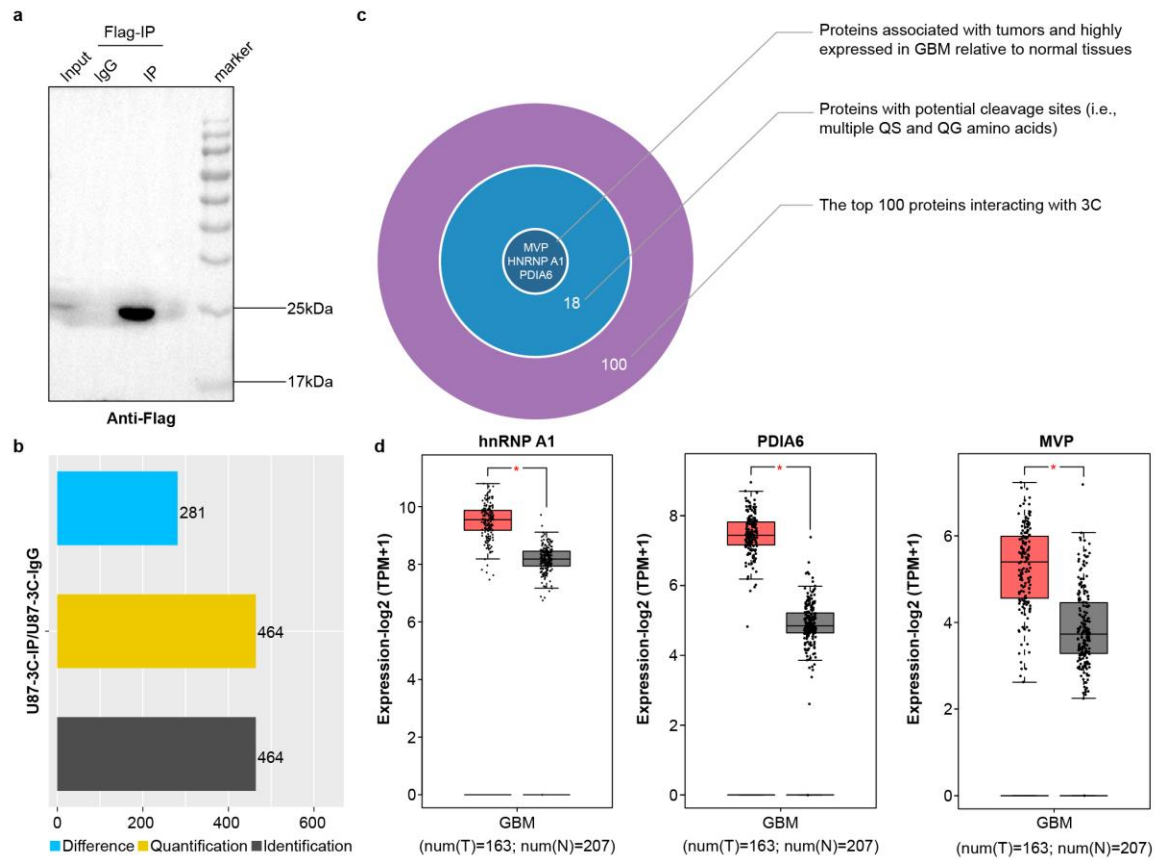 a
Flag-IP
Input
IgG
IP
marker
25kDa
17kDa
Anti-Flag
b
U87-3C-IP/U87-3C-IgG
281
464
464
0
200
400
600
Difference
Quantification
Identification
c
Proteins associated with tumors and highly
expressed in GBM relative to normal tissues
Proteins with potential cleavage sites (i.e.,
multiple QS and QG amino acids)
The top 100 proteins interacting with 3C
MVP
HNRNP A1
PDIA6
18
100
d
hnRNP A1
Expression-log2 (TPM+1)
10
8
6
4
2
0
*
GBM
(num(T)=163; num(N)=207)
PDIA6
Expression-log2 (TPM+1)
8
6
4
2
0
*
GBM
(num(T)=163; num(N)=207)
MVP
Expression-log2 (TPM+1)
6
4
2
0
*
GBM
(num(T)=163; num(N)=207)